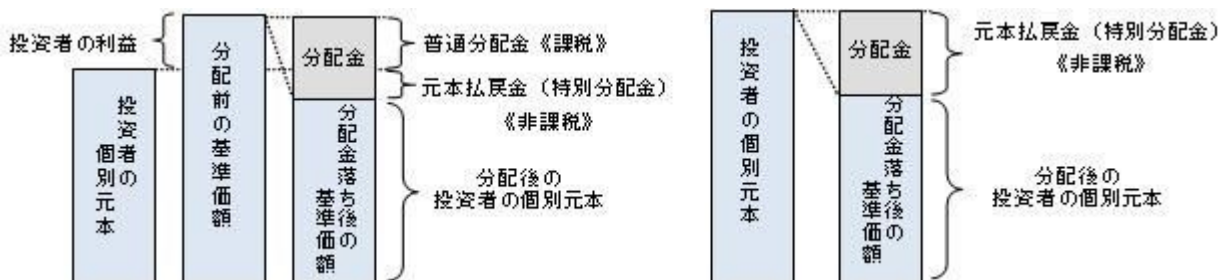 投資者の利益
投資者の
個別元本
分配前の基準価額
分配金
分配金落ち後の
基準価額
普通分配金《課税》
元本払戻金（特別分配金）
《非課税》
分配後の
投資者の個別元本
投資者の個別元本
分配金
分配金落ち後の
基準価額
元本払戻金（特別分配金）
《非課税》
分配後の
投資者の個別元本